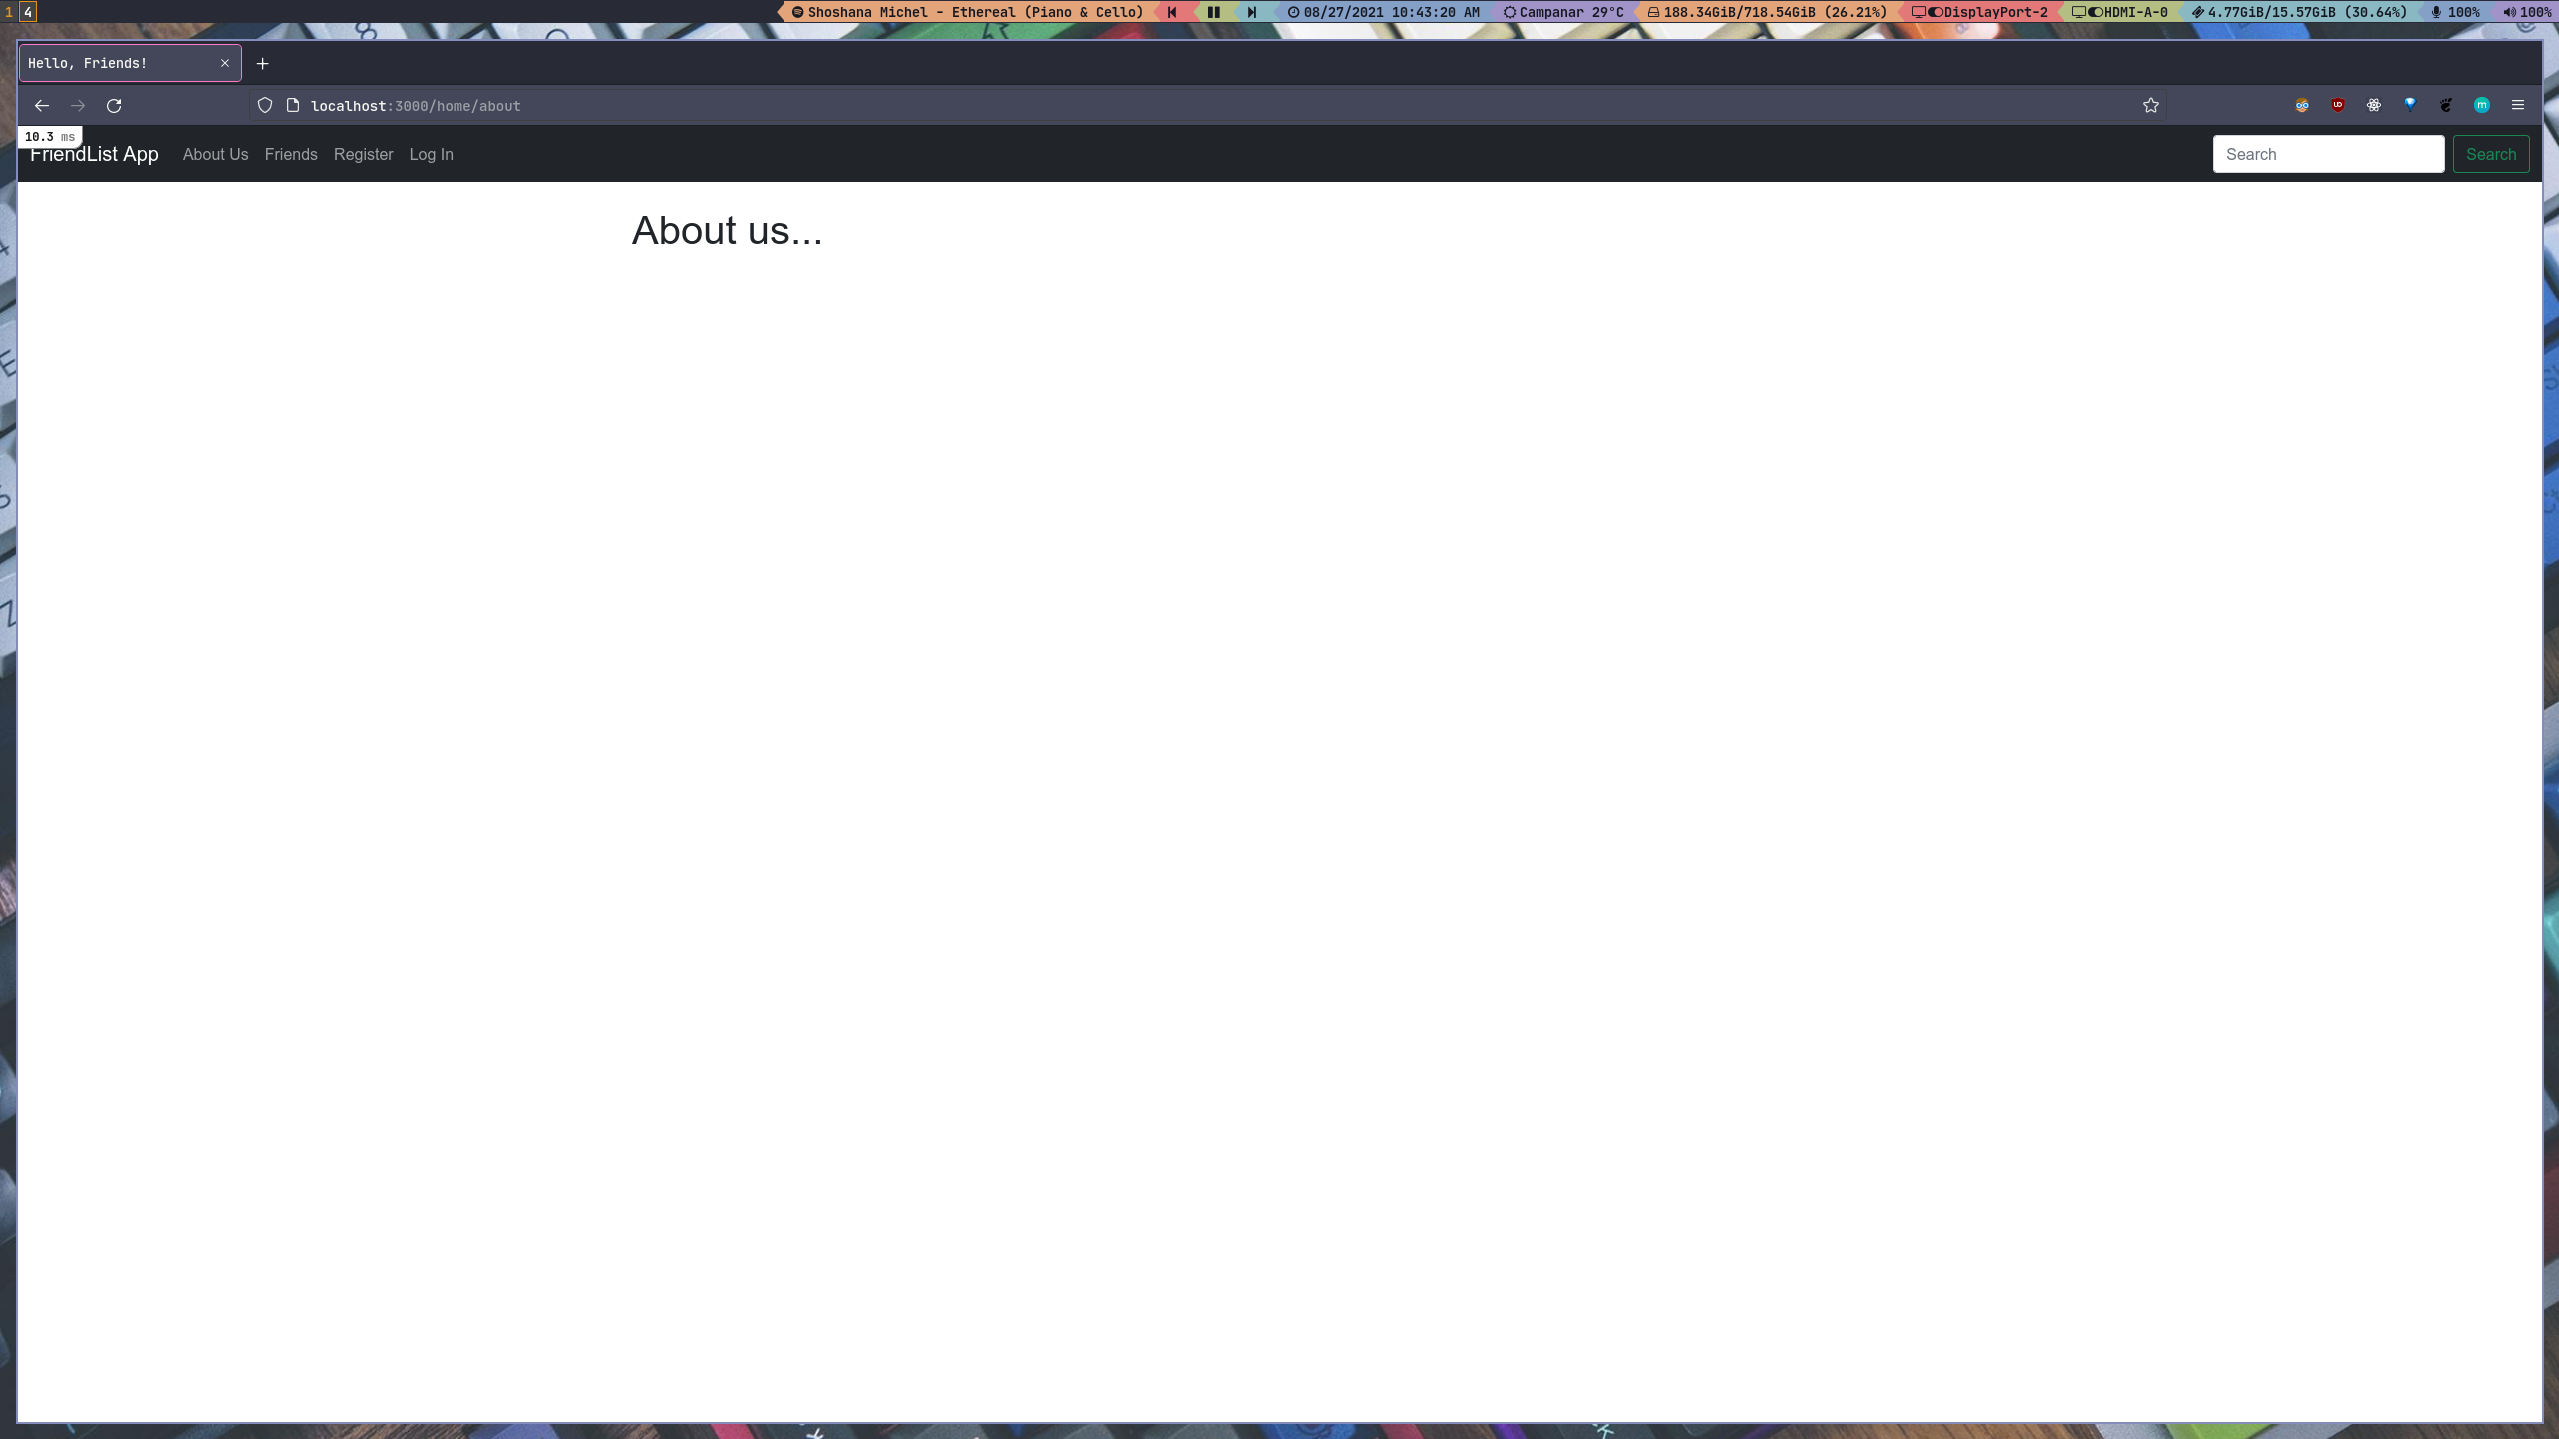 1 4 Shoshana Michel - Ethereal (Piano & Cello) 08/27/2021 10:43:20 AM Campanar 29°C 188.34GiB/718.54GiB (26.21%) DisplayPort-2 HDMI-A-0 4.77GiB/15.57GiB (30.64%) 100% 100%
Hello, Friends!
localhost:3000/home/about
10.3 ms
FriendList App About Us Friends Register Log In Search Search
About us...